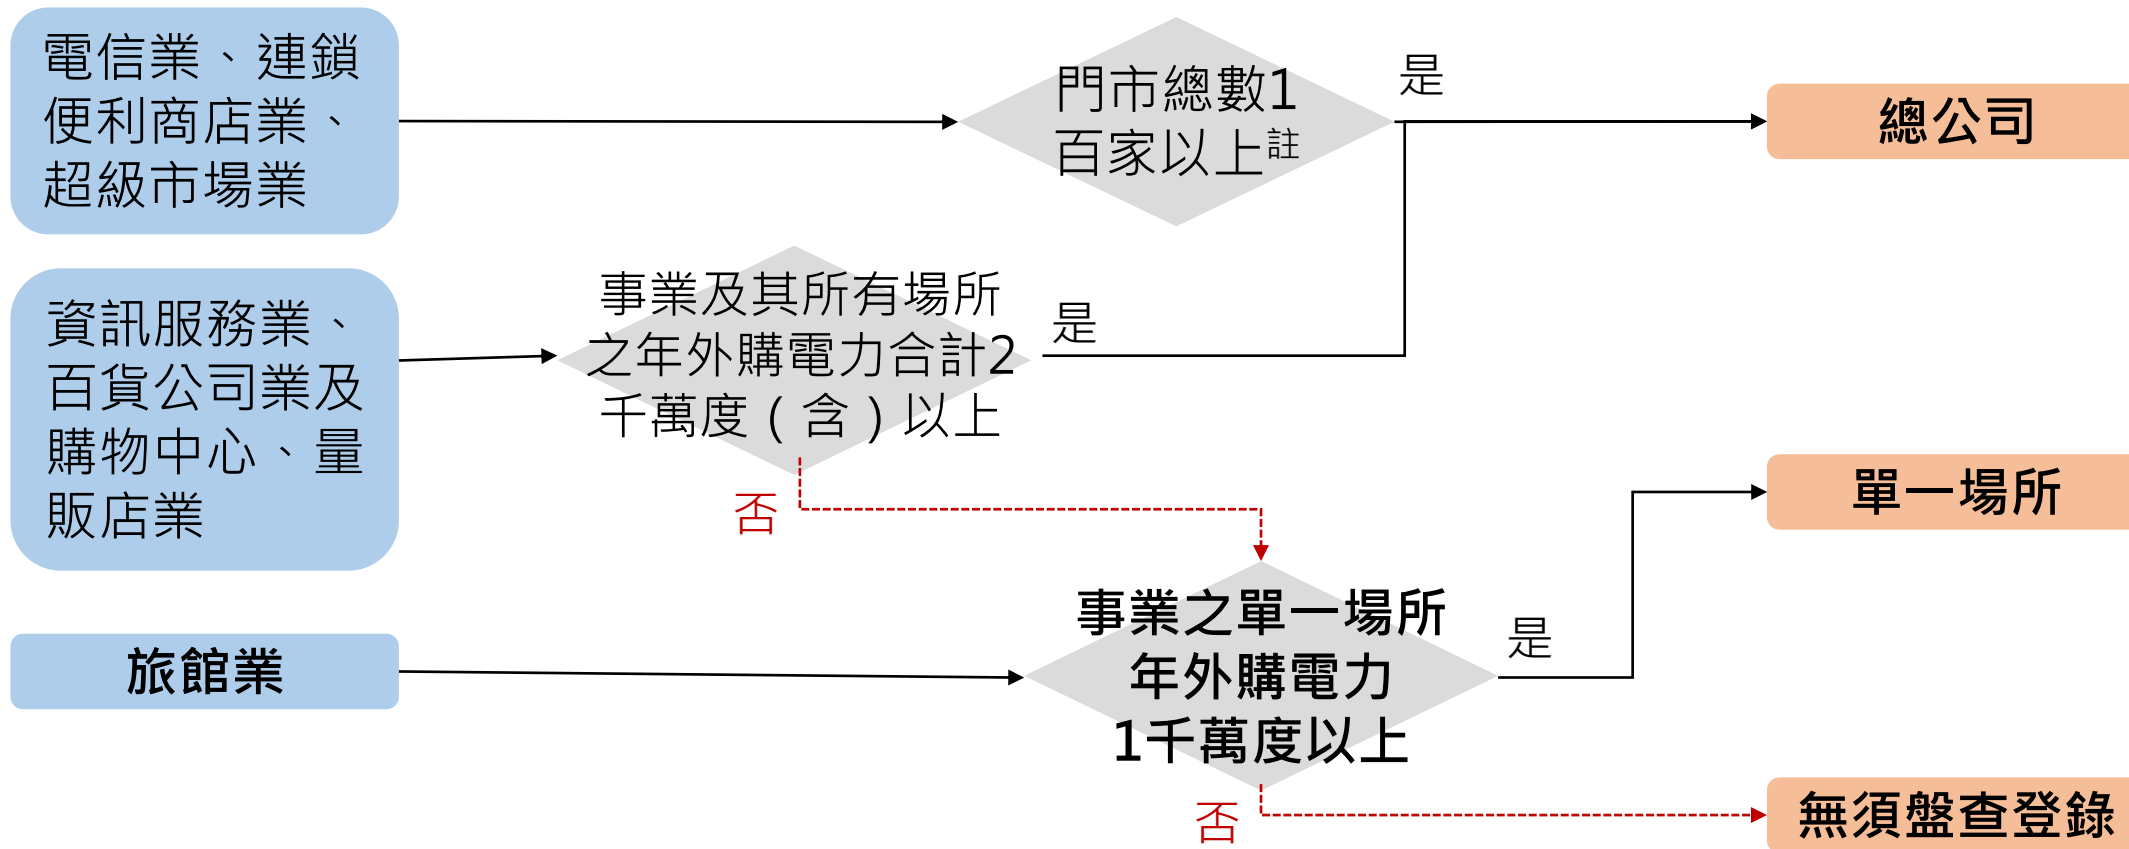 電信業、連鎖
便利商店業、
超級市場業
門市總數1
百家以上註
是
總公司
資訊服務業、
百貨公司業及
購物中心、量
販店業
事業及其所有場所
之年外購電力合計2
千萬度（含）以上
是
否
單一場所
旅館業
事業之單一場所
年外購電力
1千萬度以上
是
否
無須盤查登錄